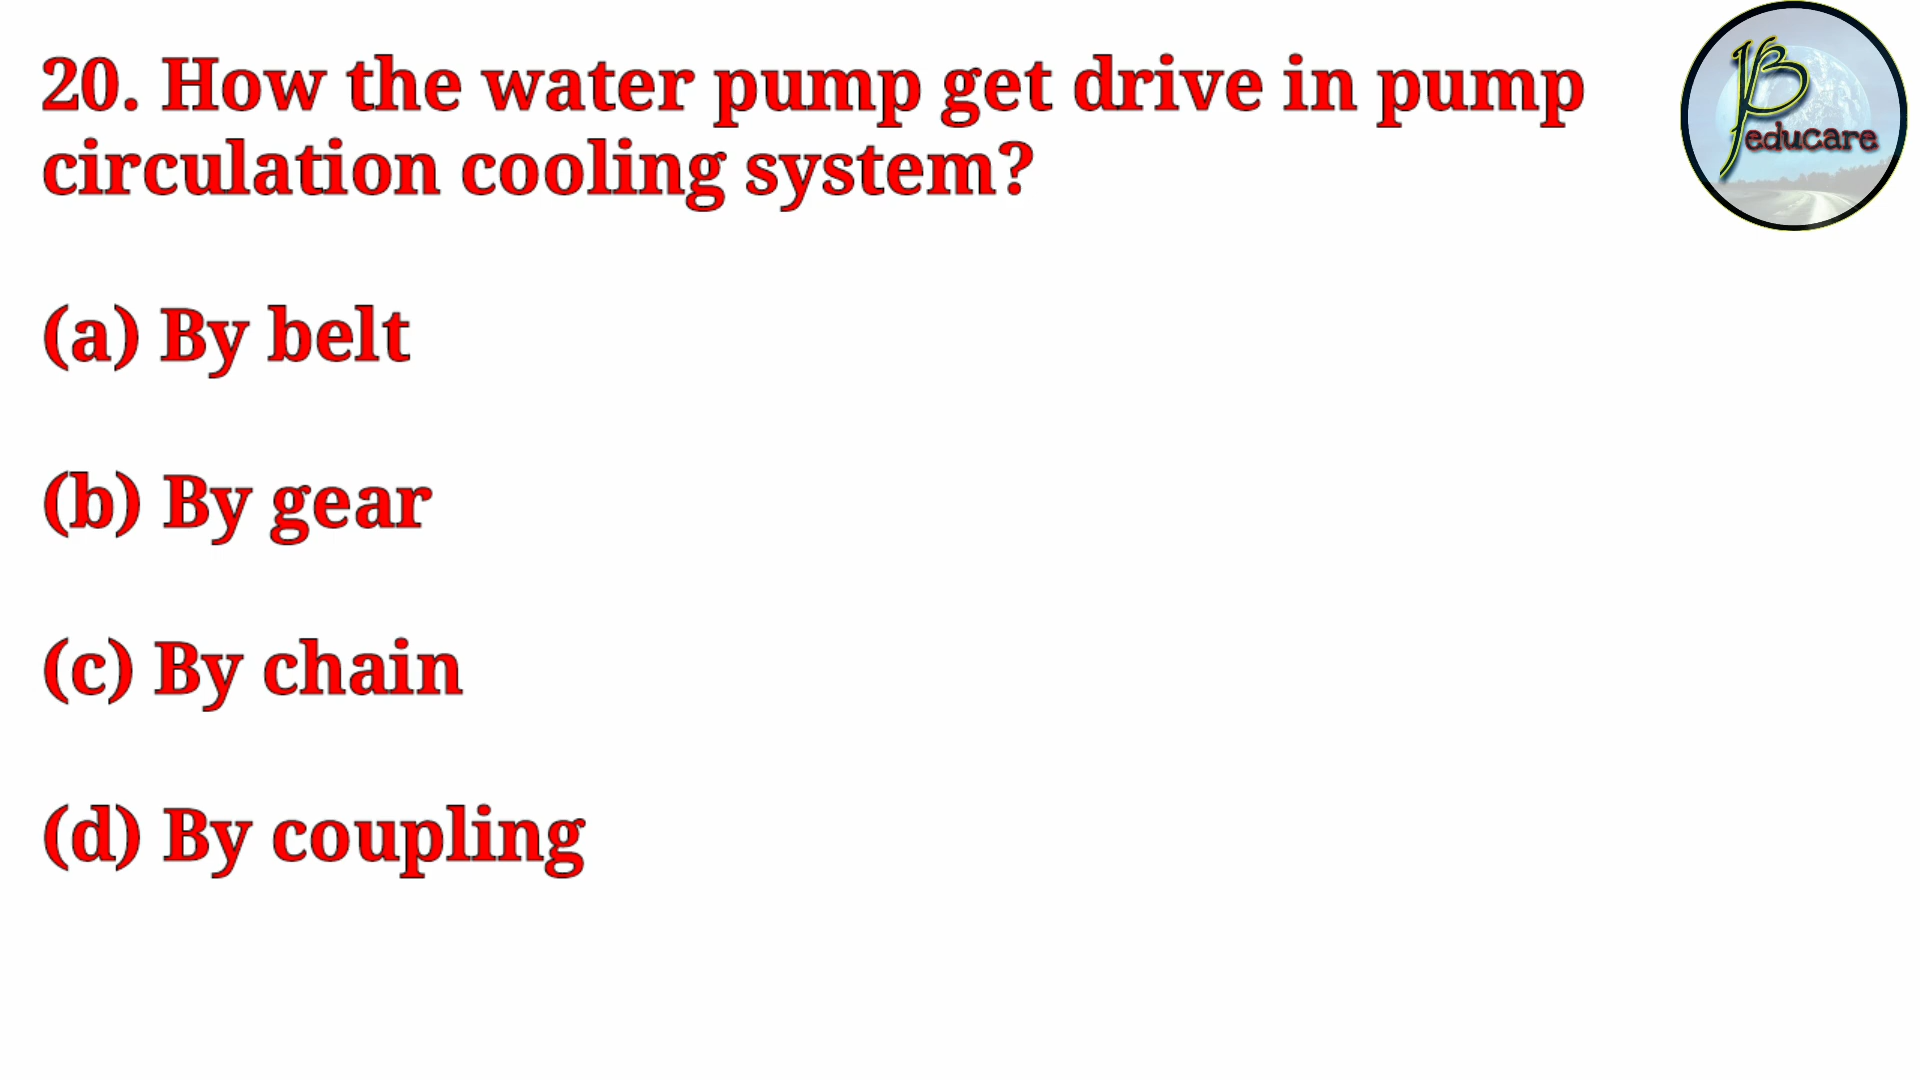 20. How the water pump get drive in pump
circulation cooling system?
(a) By belt
(b) By gear
(c) By chain
(d) By coupling
educare